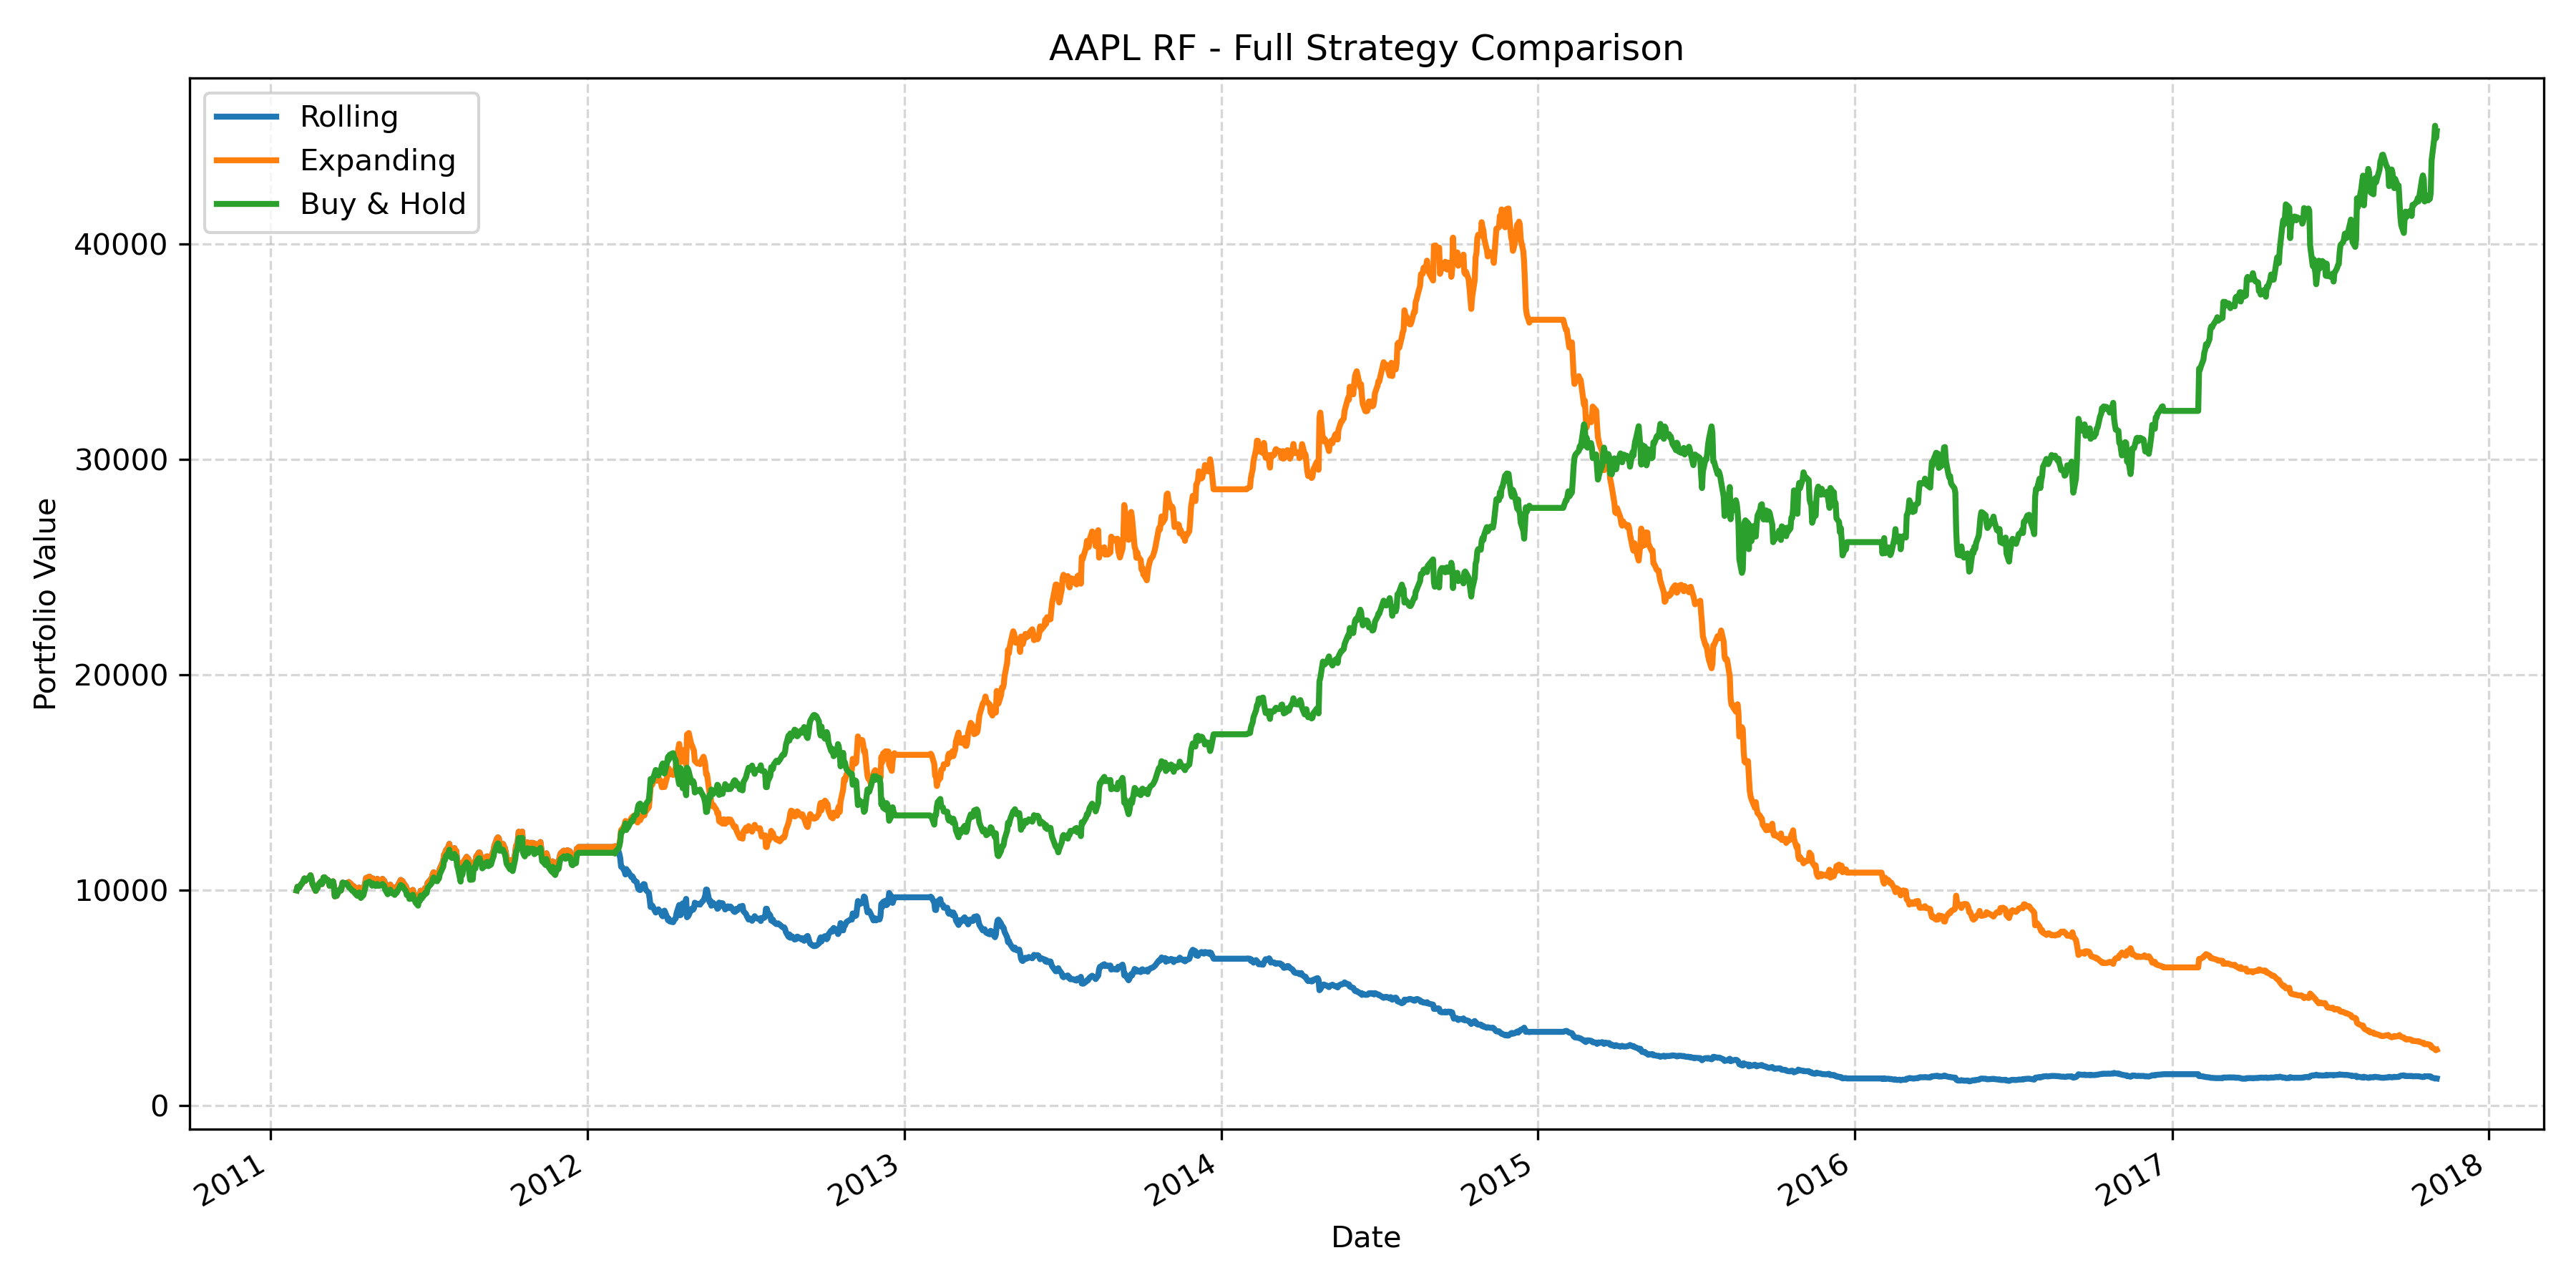 AAPL RF - Full Strategy Comparison
Rolling
Expanding
Buy & Hold
Portfolio Value
40000
30000
20000
10000
0
2011
2012
2013
2014
2015
2016
2017
2018
Date